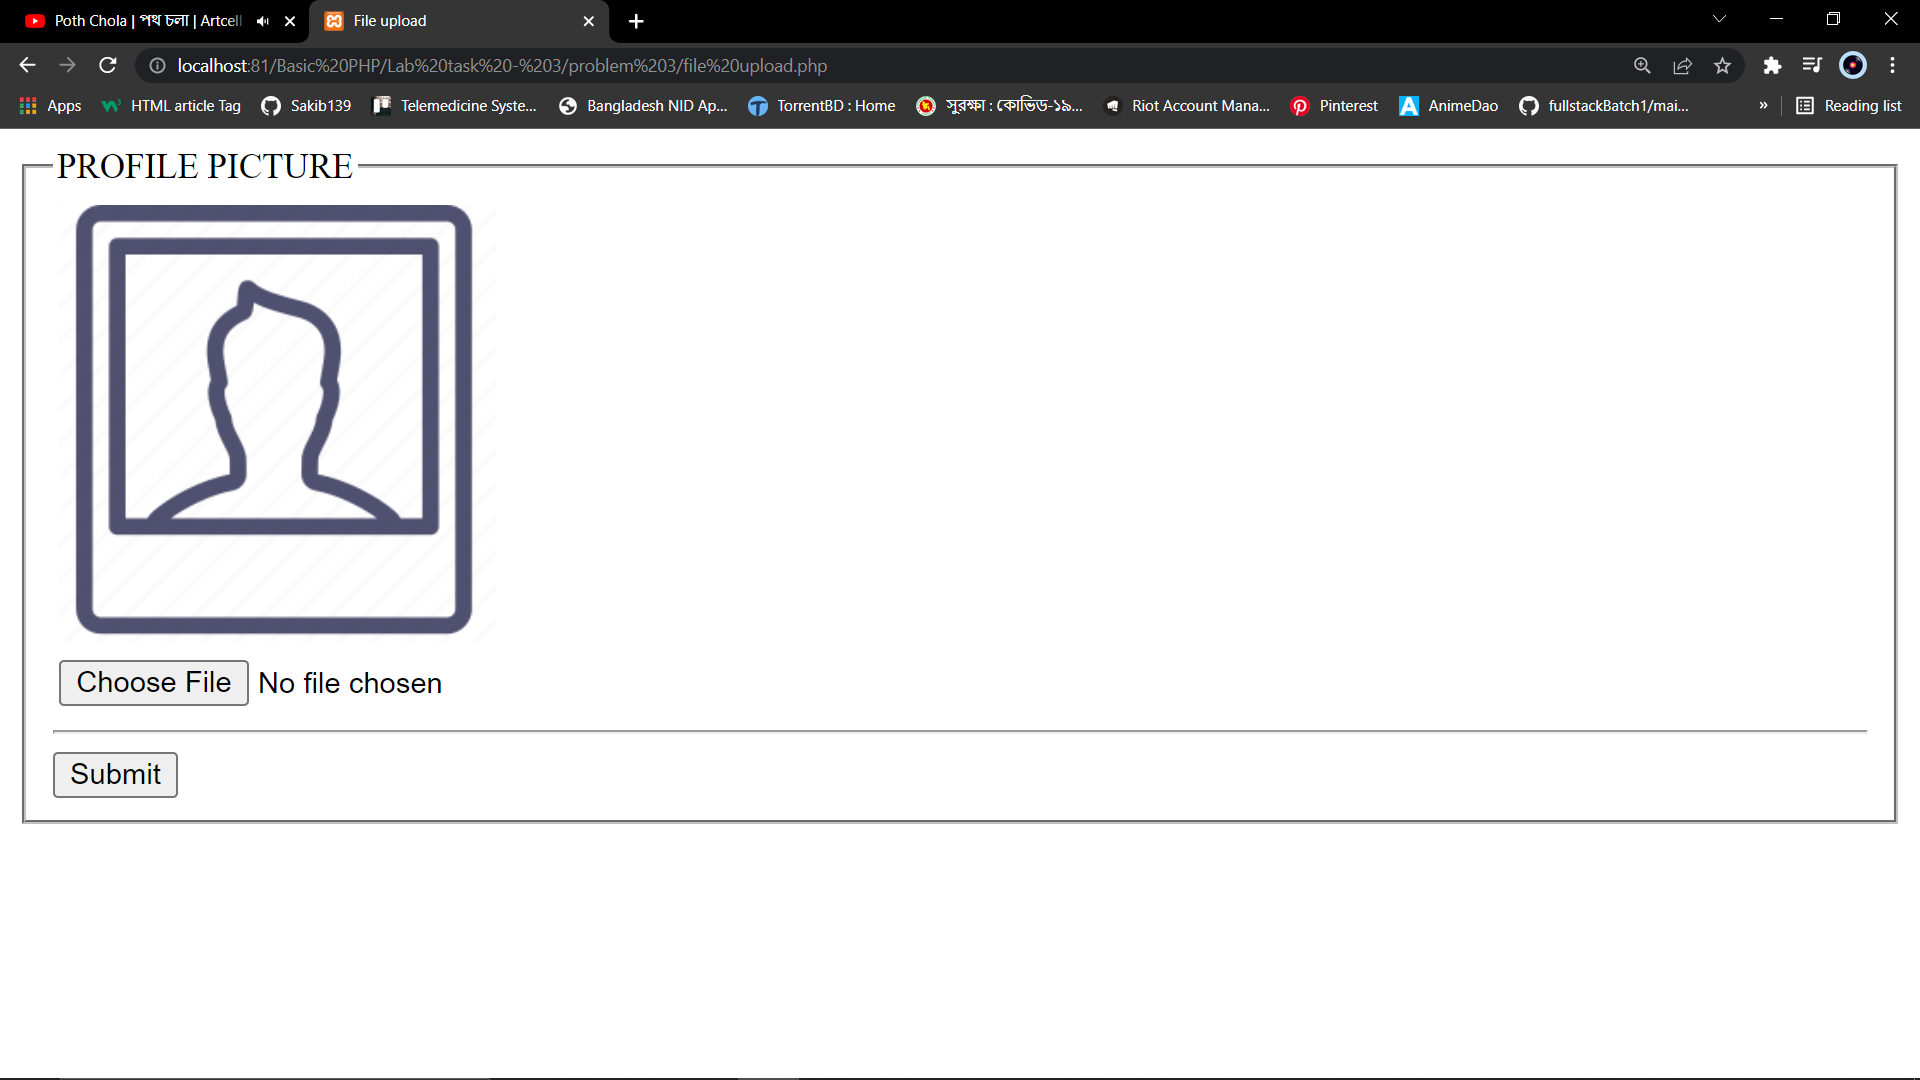 Poth Chola | পথ চলা | Artcell
File upload
localhost:81/Basic%20PHP/Lab%20task%20-%203/problem%203/file%20upload.php
Apps
HTML article Tag
Sakib139
Telemedicine Syste...
Bangladesh NID Ap...
TorrentBD : Home
সুরক্ষা : কোভিড-১৯...
Riot Account Mana...
Pinterest
AnimeDao
fullstackBatch1/mai...
»
Reading list
PROFILE PICTURE
Choose File No file chosen
Submit